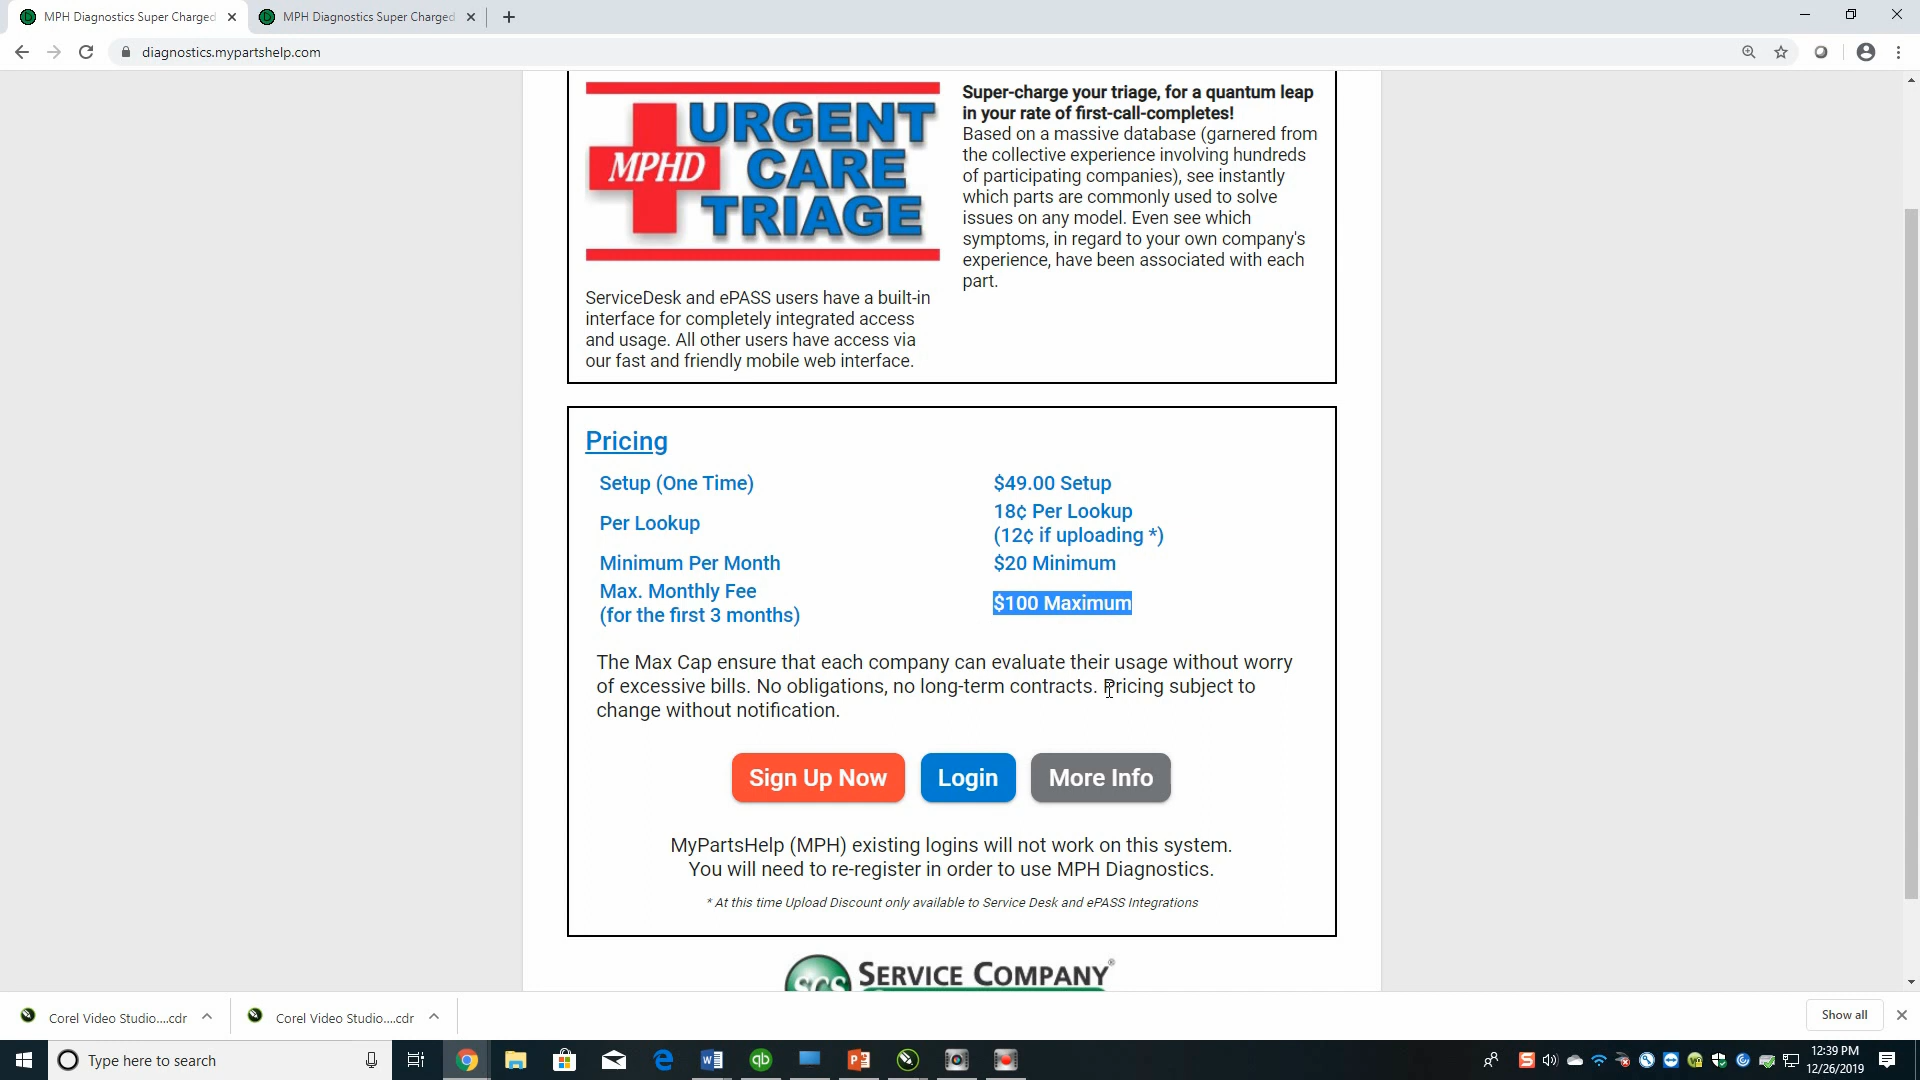 MPH Diagnostics Super Charged
MPH Diagnostics Super Charged
diagnostics.mypartshelp.com
MPHD
URGENT
CARE
TRIAGE
ServiceDesk and ePASS users have a built-in
interface for completely integrated access
and usage. All other users have access via
our fast and friendly mobile web interface.
Super-charge your triage, for a quantum leap
in your rate of first-call-completes!
Based on a massive database (garnered from
the collective experience involving hundreds
of participating companies), see instantly
which parts are commonly used to solve
issues on any model. Even see which
symptoms, in regard to your own company's
experience, have been associated with each
part.
Pricing
Setup (One Time) $49.00 Setup
Per Lookup 18¢ Per Lookup
(12¢ if uploading *)
Minimum Per Month $20 Minimum
Max. Monthly Fee
(for the first 3 months) $100 Maximum
The Max Cap ensure that each company can evaluate their usage without worry
of excessive bills. No obligations, no long-term contracts. Pricing subject to
change without notification.
Sign Up Now Login More Info
MyPartsHelp (MPH) existing logins will not work on this system.
You will need to re-register in order to use MPH Diagnostics.
* At this time Upload Discount only available to Service Desk and ePASS Integrations
SCS SERVICE COMPANY®
Corel Video Studio....cdr Corel Video Studio....cdr Show all
Type here to search
12:39 PM
12/26/2019